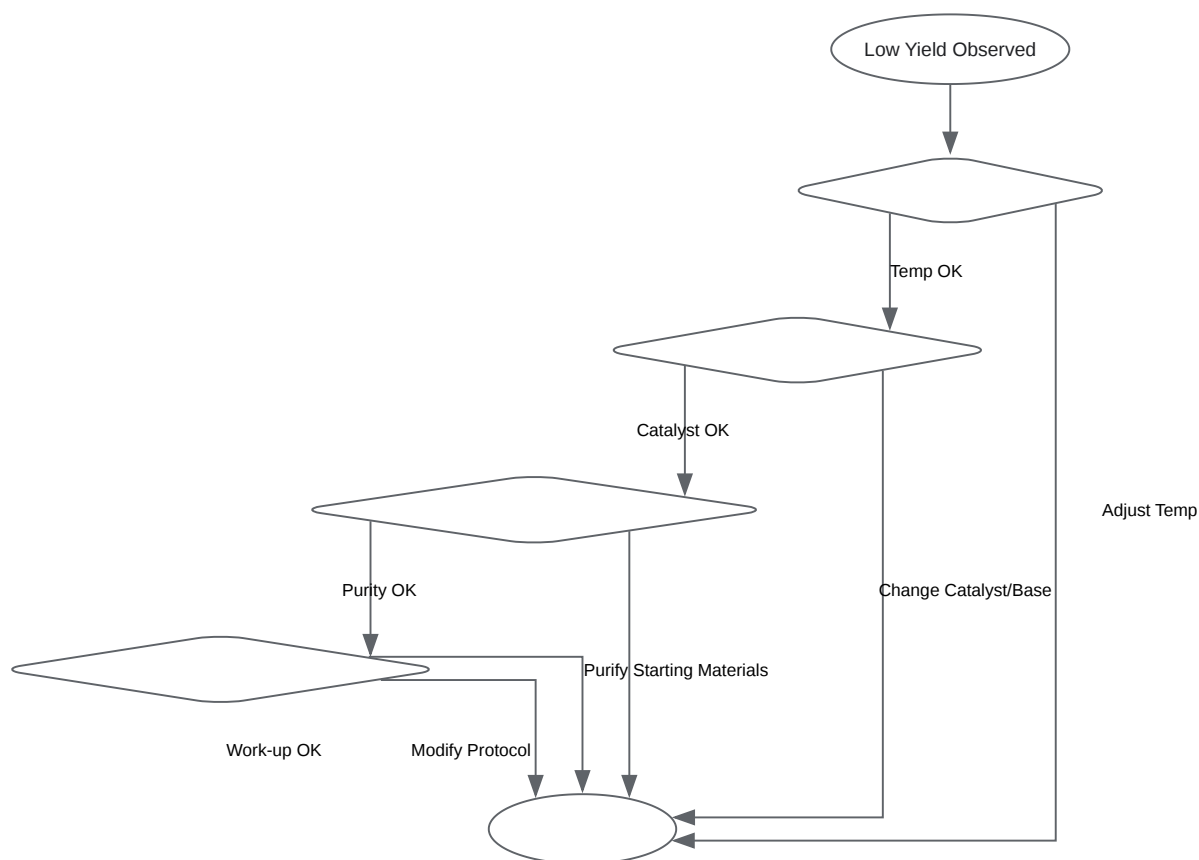 Low Yield Observed
Temp OK
Catalyst OK
Adjust Temp
Purity OK
Change Catalyst/Base
Purify Starting Materials
Work-up OK
Modify Protocol